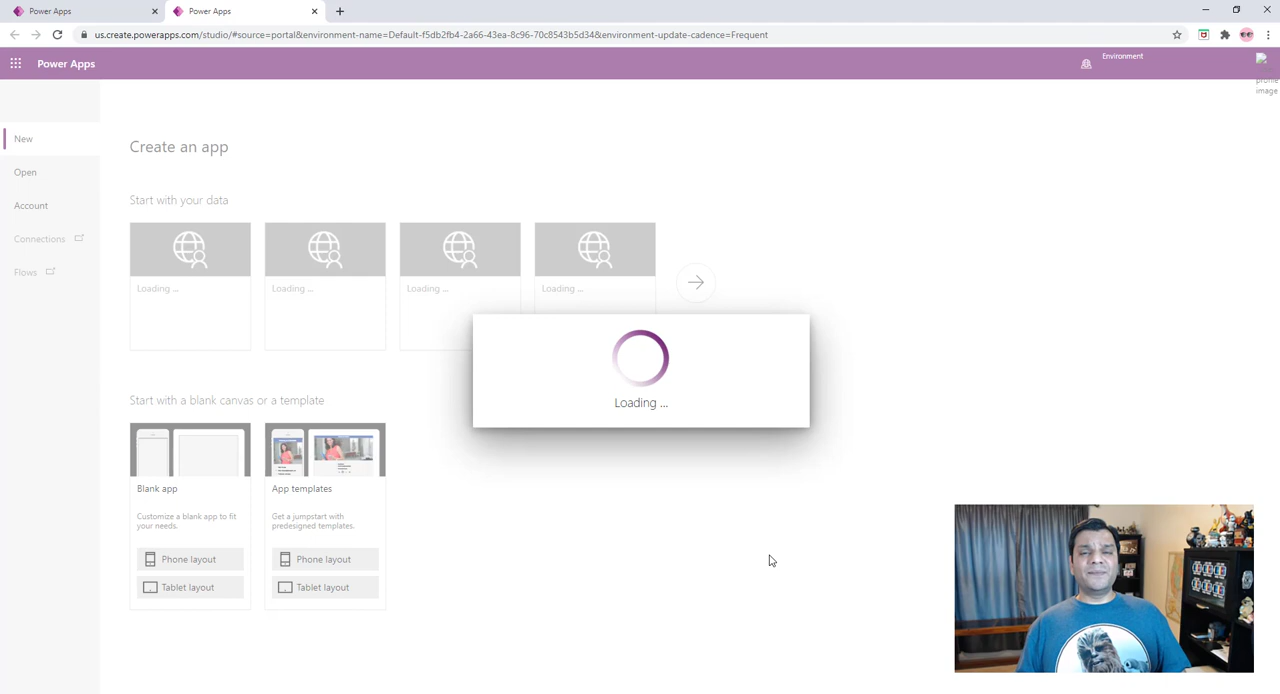 Power Apps
Power Apps
us.create.powerapps.com/studio/#source=portal&environment-name=Default-f5db2fb4-2a66-43ea-8c96-70c8543b5d34&environment-update-cadence=Frequent
Power Apps
Environment
profile
image
New
Open
Account
Connections
Flows
Create an app
Start with your data
Loading ...
Loading ...
Loading ...
Loading ...
Loading ...
Start with a blank canvas or a template
Blank app
Customize a blank app to fit
your needs.
Phone layout
Tablet layout
App templates
Get a jumpstart with
predesigned templates.
Phone layout
Tablet layout